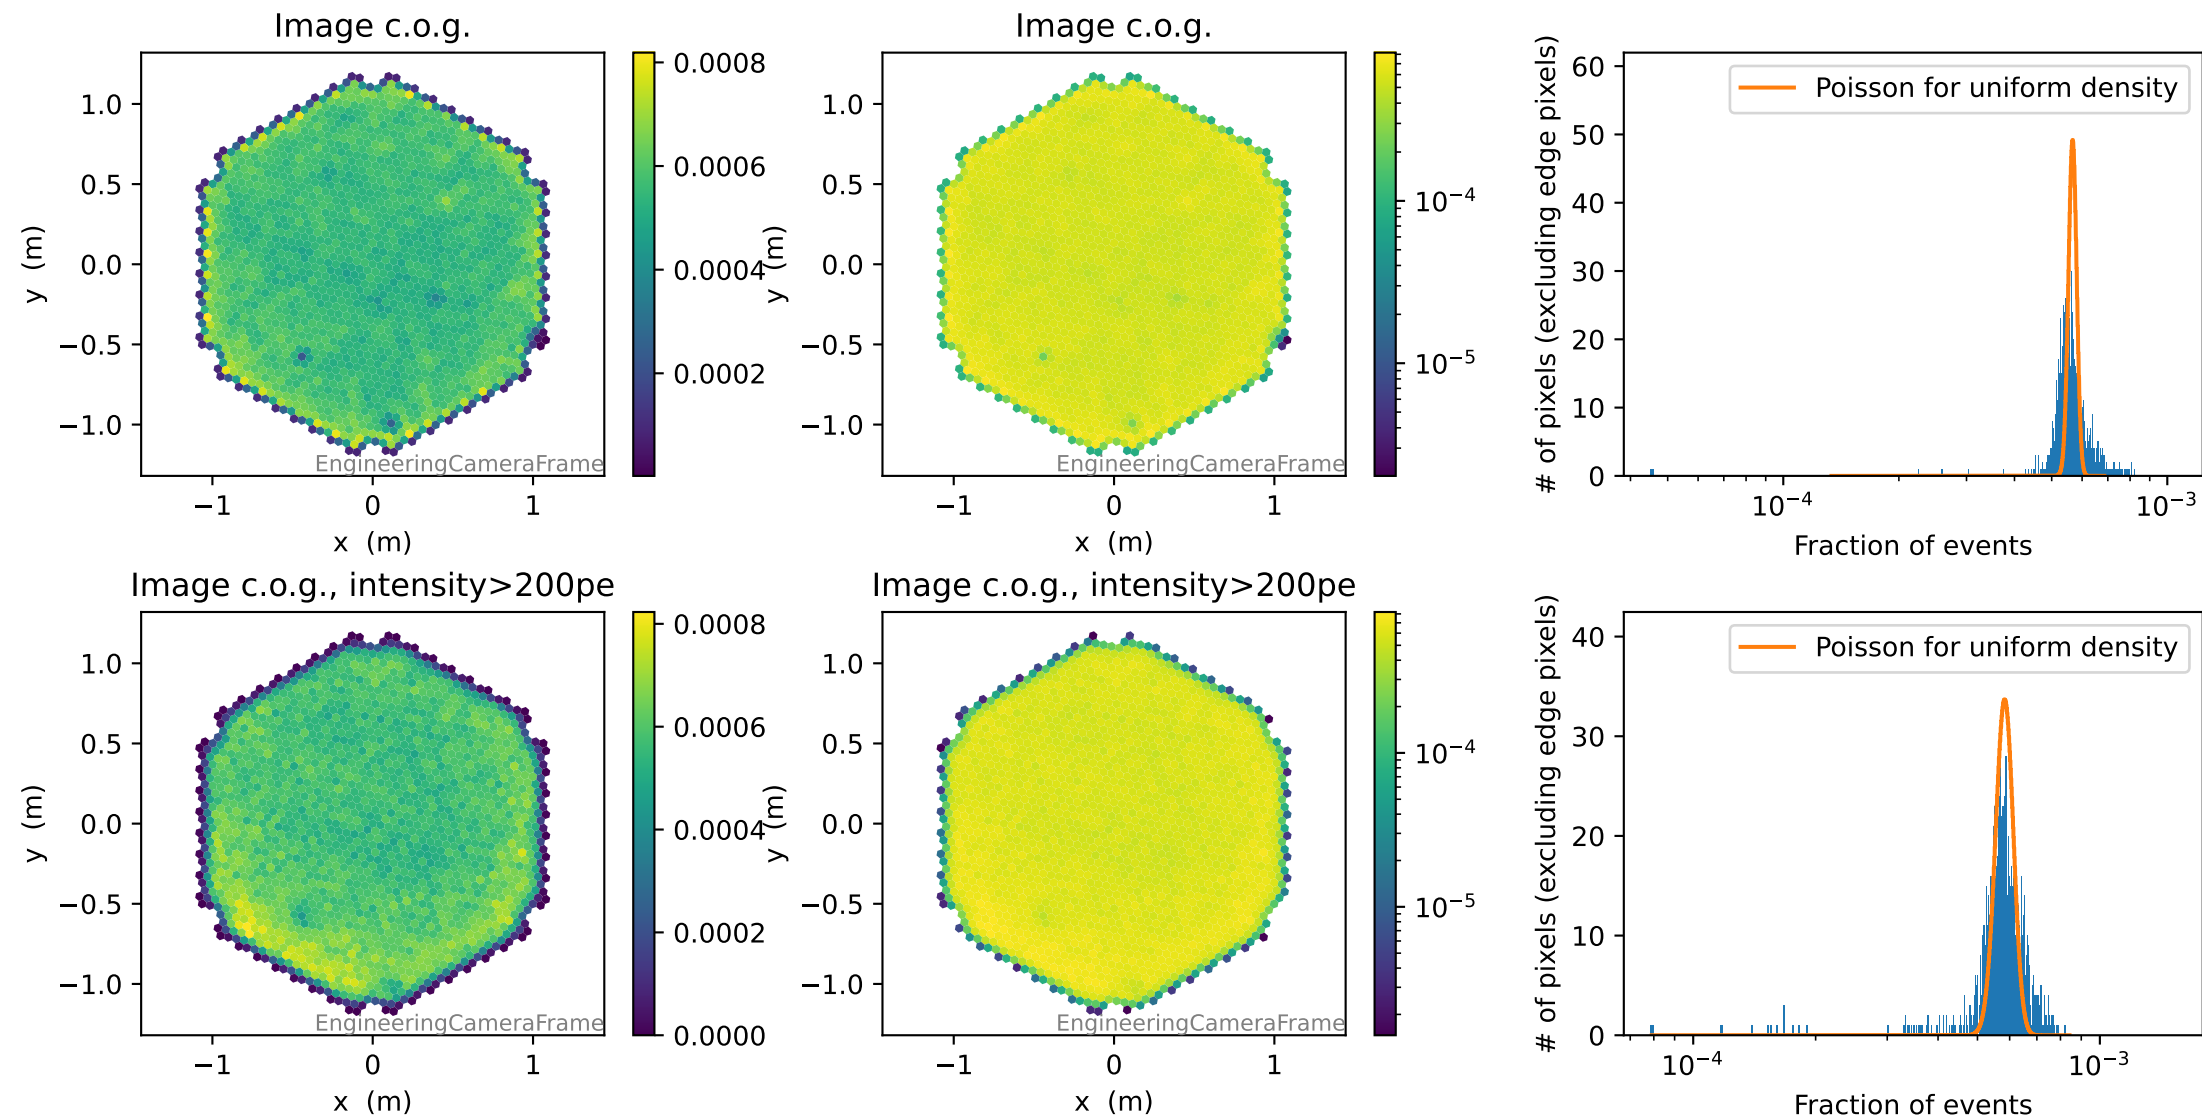 Image c.o.g.
1.0
0.5
0.0
−0.5
−1.0
y (m)
−1
0
1
x (m)
EngineeringCameraFrame
0.0008
0.0006
0.0004
0.0002
Image c.o.g.
1.0
0.5
0.0
−0.5
−1.0
y (m)
−1
0
1
x (m)
EngineeringCameraFrame
10⁻⁴
10⁻⁵
60
50
40
30
20
10
0
# of pixels (excluding edge pixels)
Poisson for uniform density
10⁻⁴
10⁻³
Fraction of events
Image c.o.g., intensity>200pe
1.0
0.5
0.0
−0.5
−1.0
y (m)
−1
0
1
x (m)
EngineeringCameraFrame
0.0008
0.0006
0.0004
0.0002
0.0000
Image c.o.g., intensity>200pe
1.0
0.5
0.0
−0.5
−1.0
y (m)
−1
0
1
x (m)
EngineeringCameraFrame
10⁻⁴
10⁻⁵
40
30
20
10
0
# of pixels (excluding edge pixels)
Poisson for uniform density
10⁻⁴
10⁻³
Fraction of events